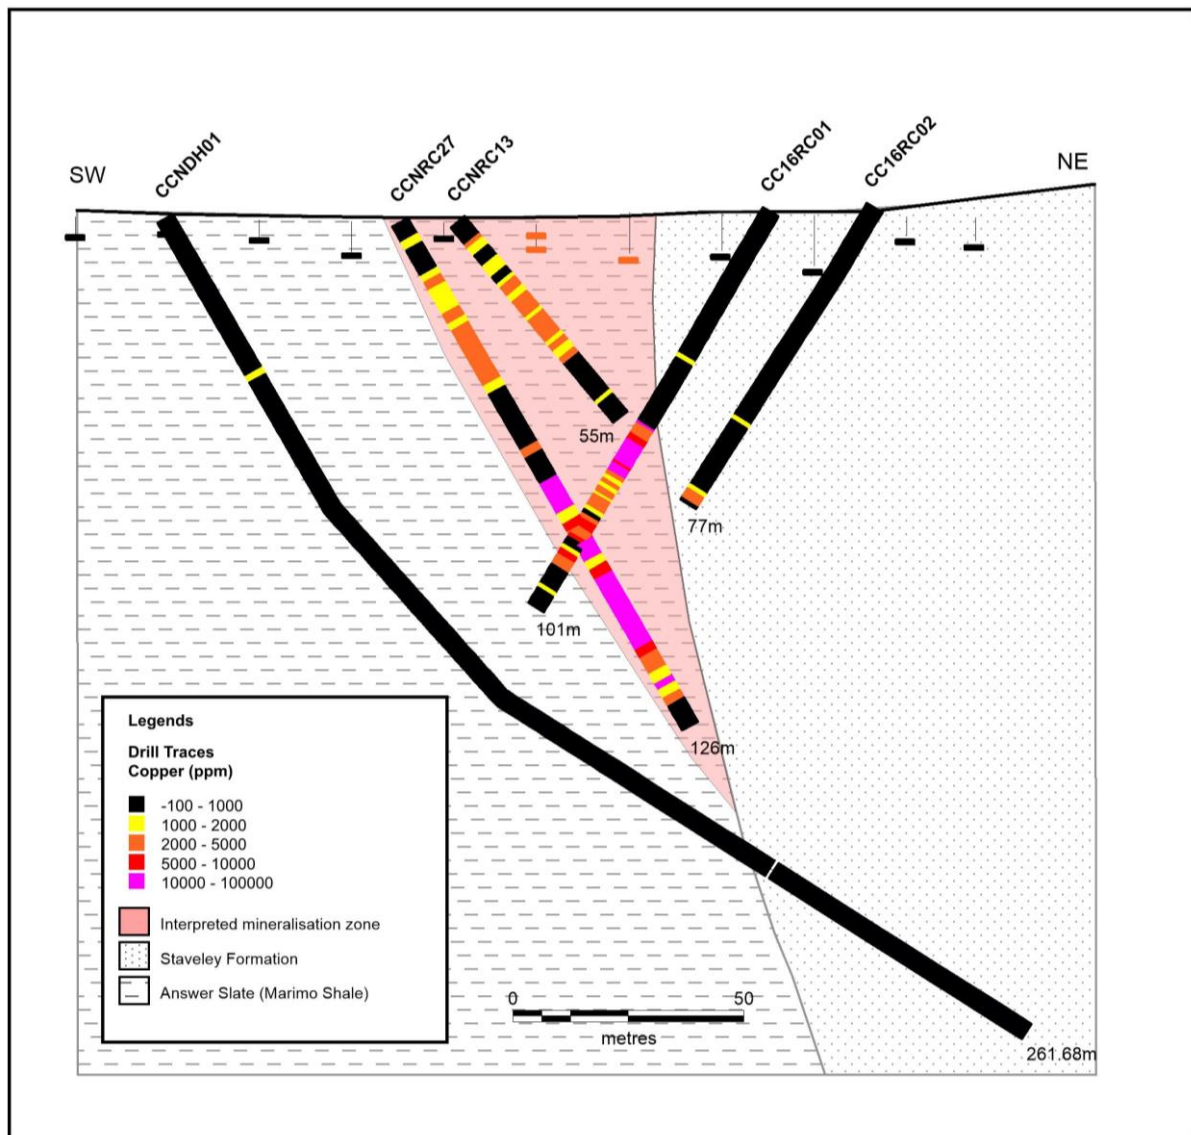 SW
CCNDH01
CCNRC27
CCNRC13
CC16RC01
CC16RC02
NE
55m
77m
101m
126m
261.68m
Legends
Drill Traces
Copper (ppm)
-100 - 1000
1000 - 2000
2000 - 5000
5000 - 10000
10000 - 100000
Interpreted mineralisation zone
Staveley Formation
Answer Slate (Marimo Shale)
0 50
metres